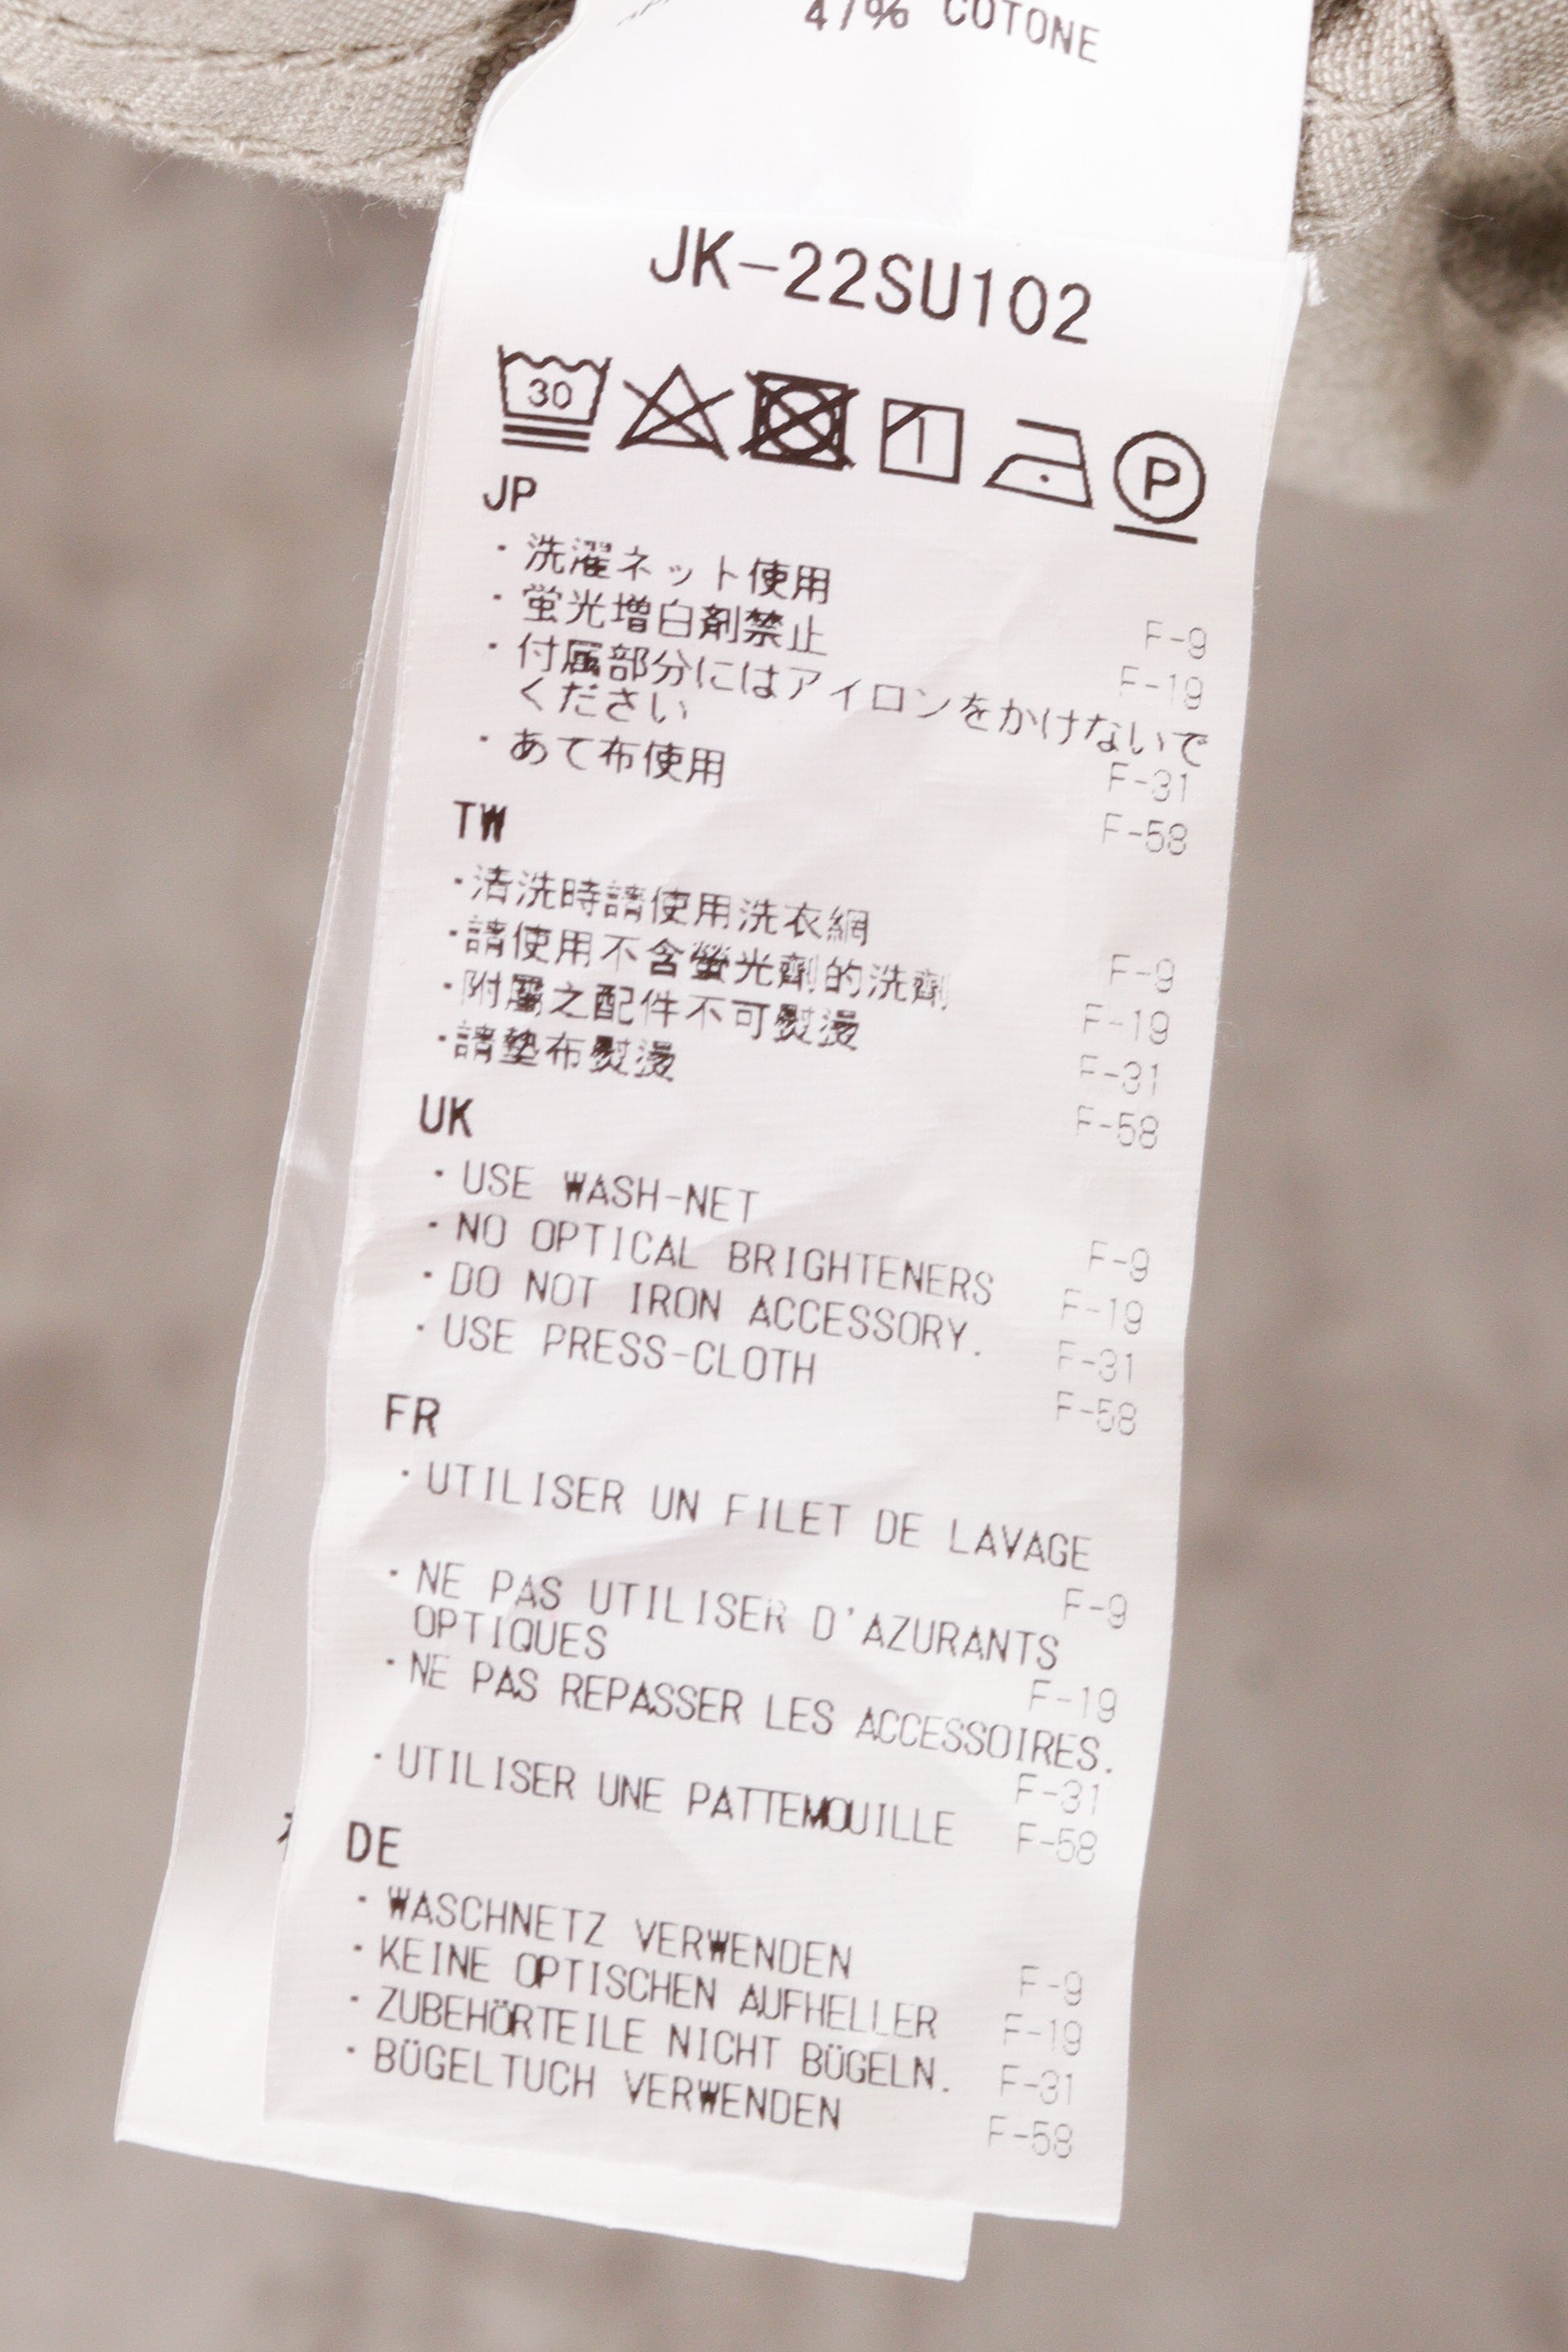 47% COTONE
JK-22SU102
30
P
JP
・洗濯ネット使用 F-9
・蛍光増白剤禁止 F-19
・付属部分にはアイロンをかけないで
ください F-31
・あて布使用 F-58
TW
・清洗時請使用洗衣網 F-9
・請使用不含螢光劑的洗劑 F-19
・附屬之配件不可熨燙 F-31
・請墊布熨燙 F-58
UK
・USE WASH-NET F-9
・NO OPTICAL BRIGHTENERS F-19
・DO NOT IRON ACCESSORY. F-31
・USE PRESS-CLOTH F-58
FR
・UTILISER UN FILET DE LAVAGE
F-9
・NE PAS UTILISER D'AZURANTS
OPTIQUES F-19
・NE PAS REPASSER LES ACCESSOIRES.
F-31
・UTILISER UNE PATTEMOUILLE F-58
DE
・WASCHNETZ VERWENDEN F-9
・KEINE OPTISCHEN AUFHELLER F-19
・ZUBEHÖRTEILE NICHT BÜGELN. F-31
・BÜGELTUCH VERWENDEN F-58